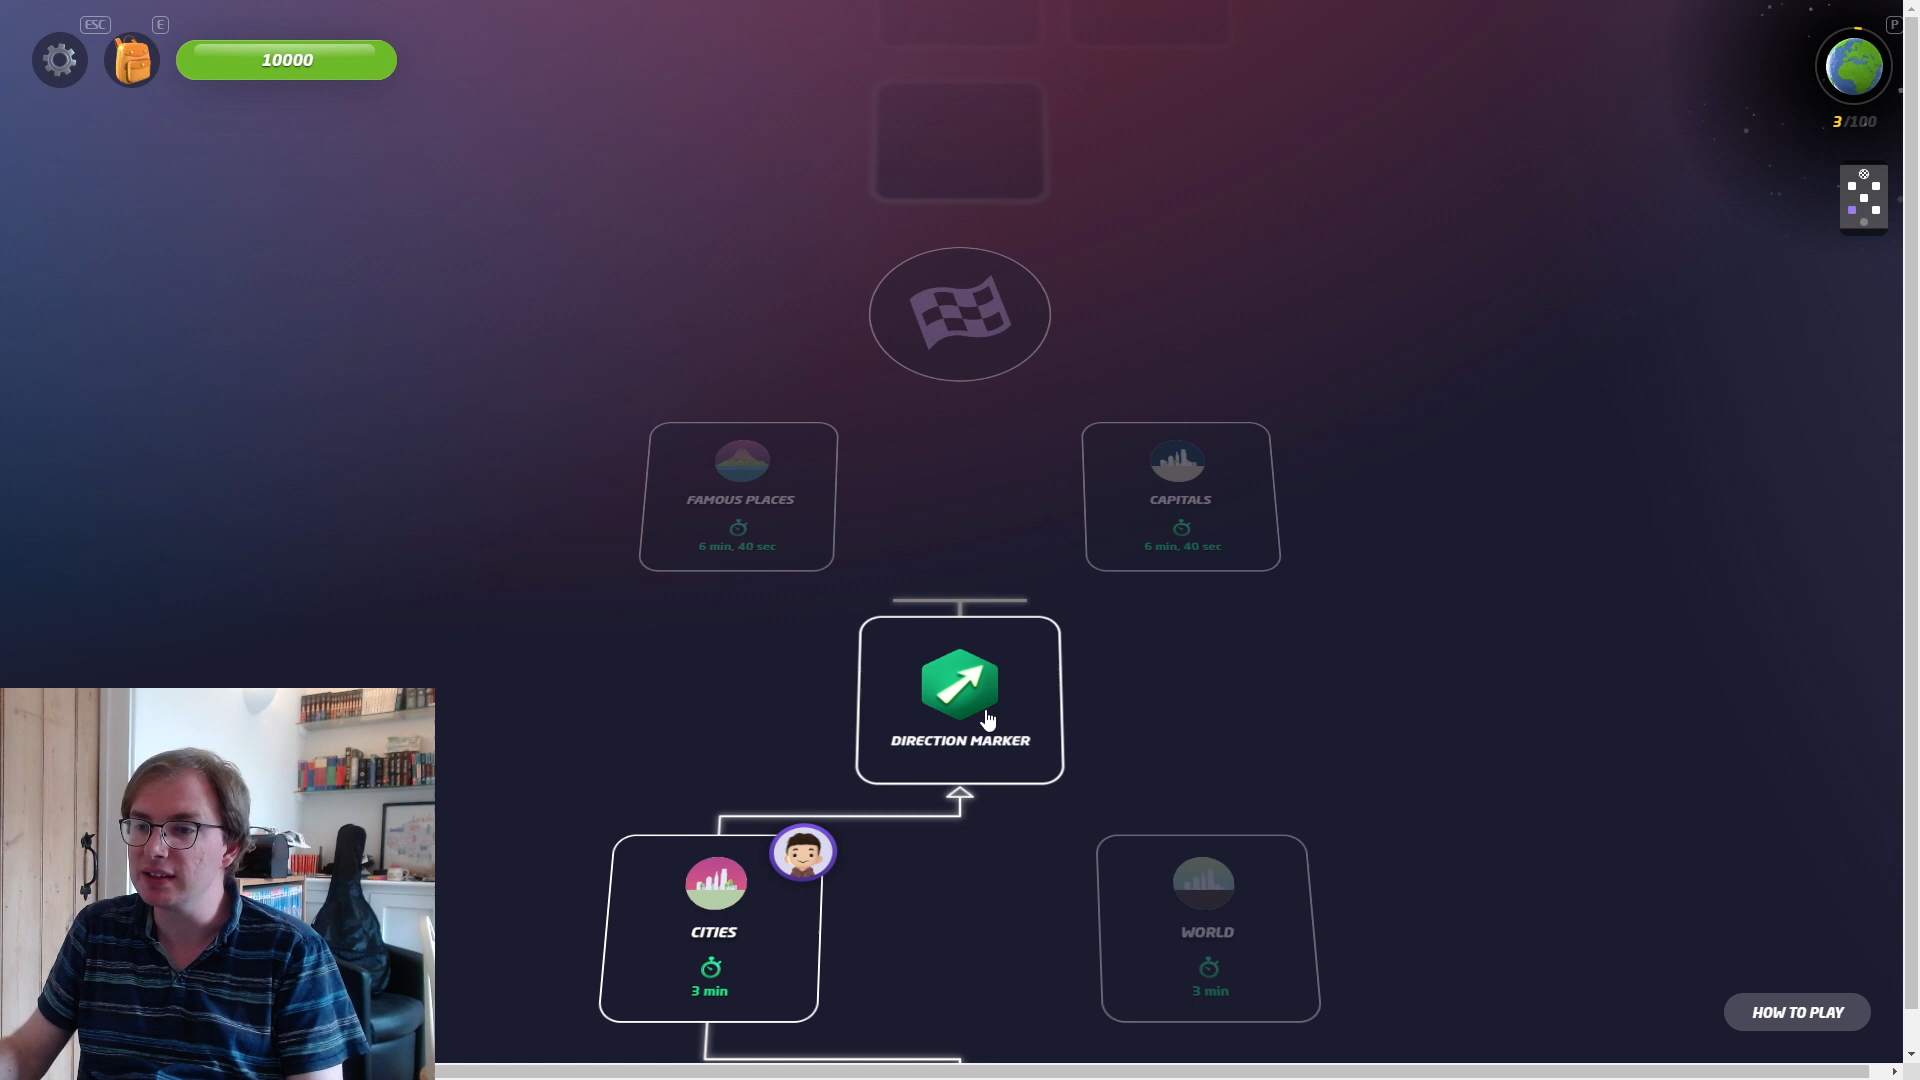 ESC
E
P
10000
3/100
FAMOUS PLACES
6 min, 40 sec
CAPITALS
6 min, 40 sec
DIRECTION MARKER
CITIES
3 min
WORLD
3 min
HOW TO PLAY